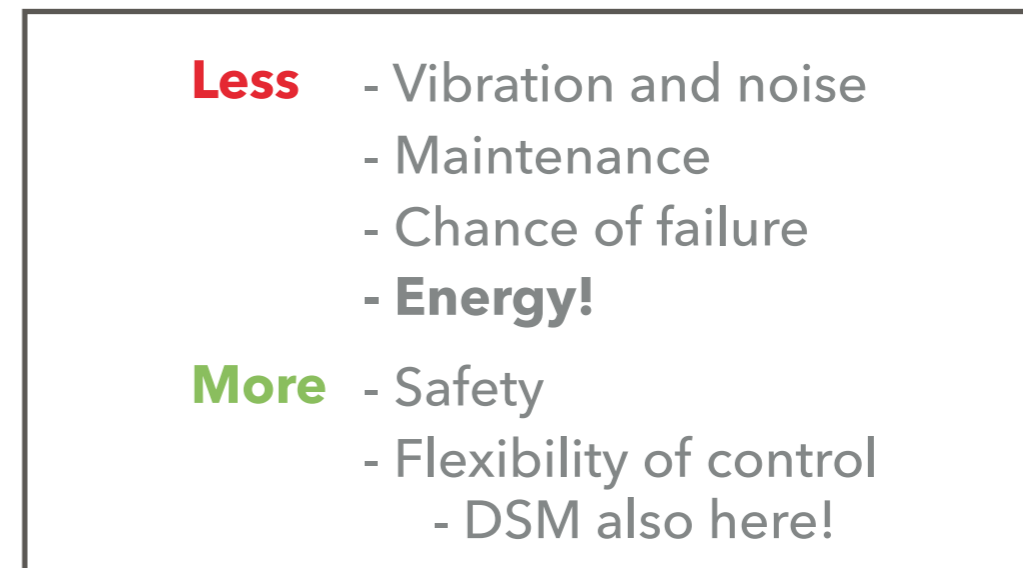 Less - Vibration and noise
- Maintenance
- Chance of failure
- Energy!
More - Safety
- Flexibility of control
- DSM also here!